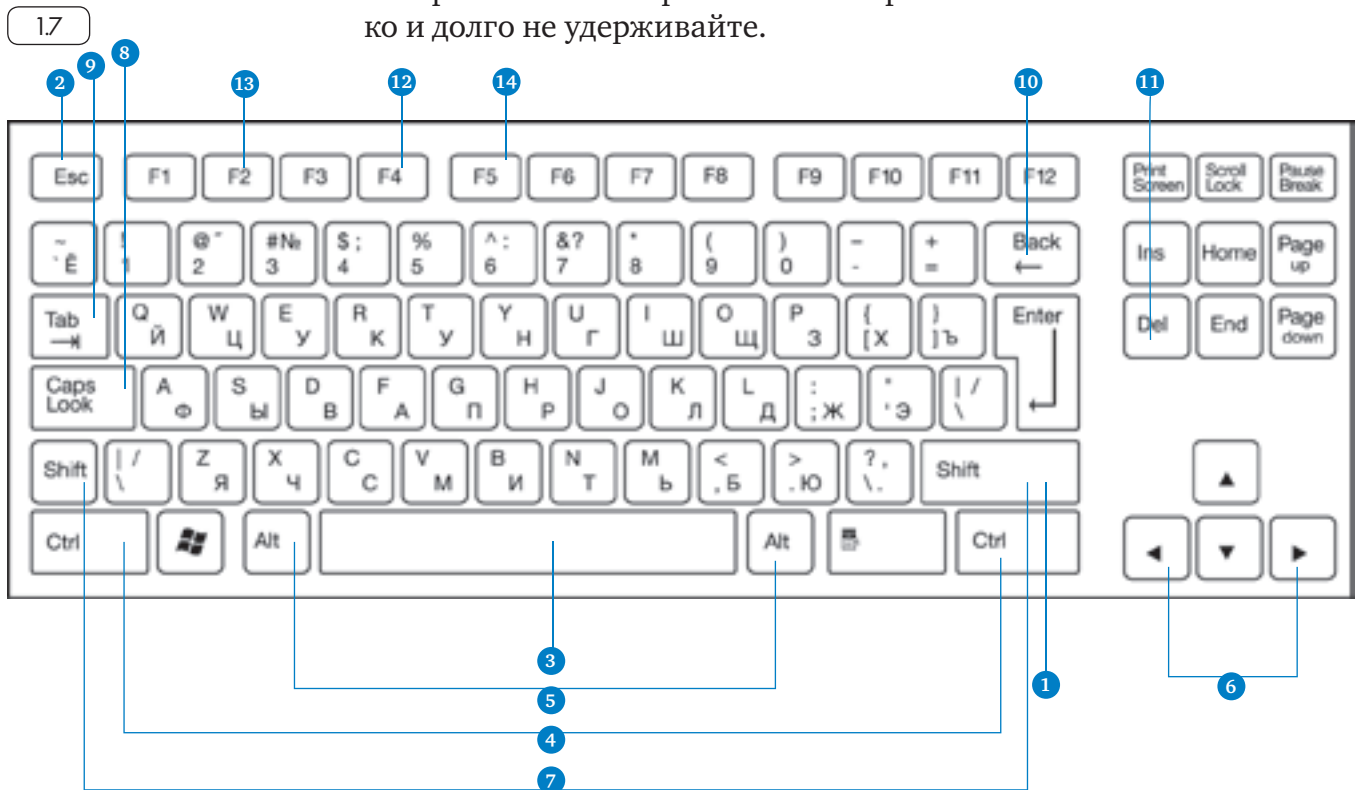 1.7
ко и долго не удерживайте.
8
9
2 13 12 14 10 11
Esc F1 F2 F3 F4 F5 F6 F7 F8 F9 F10 F11 F12 Print Screen Scroll Lock Pause Break
~ ` Ё ! 1 @ " 2 #№ 3 $ ; 4 % 5 ^ : 6 &? 7 * 8 ( 9 ) 0 – - + = Back ← Ins Home Page up
Tab Q Й W Ц E У R К T У Y Н U Г I Ш O Щ P З { [ Х } ] Ъ Enter Del End Page down
Caps Look A Ф S Ы D В F А G П H Р J О K Л L Д : ; Ж " ' Э | / \
Shift | / \ Z Я X Ч C С V М B И N Т M Ь < , Б > . Ю ? , \ . Shift ▲
Ctrl Alt Alt Ctrl ◄ ▼ ►
3
5 1 6
4
7